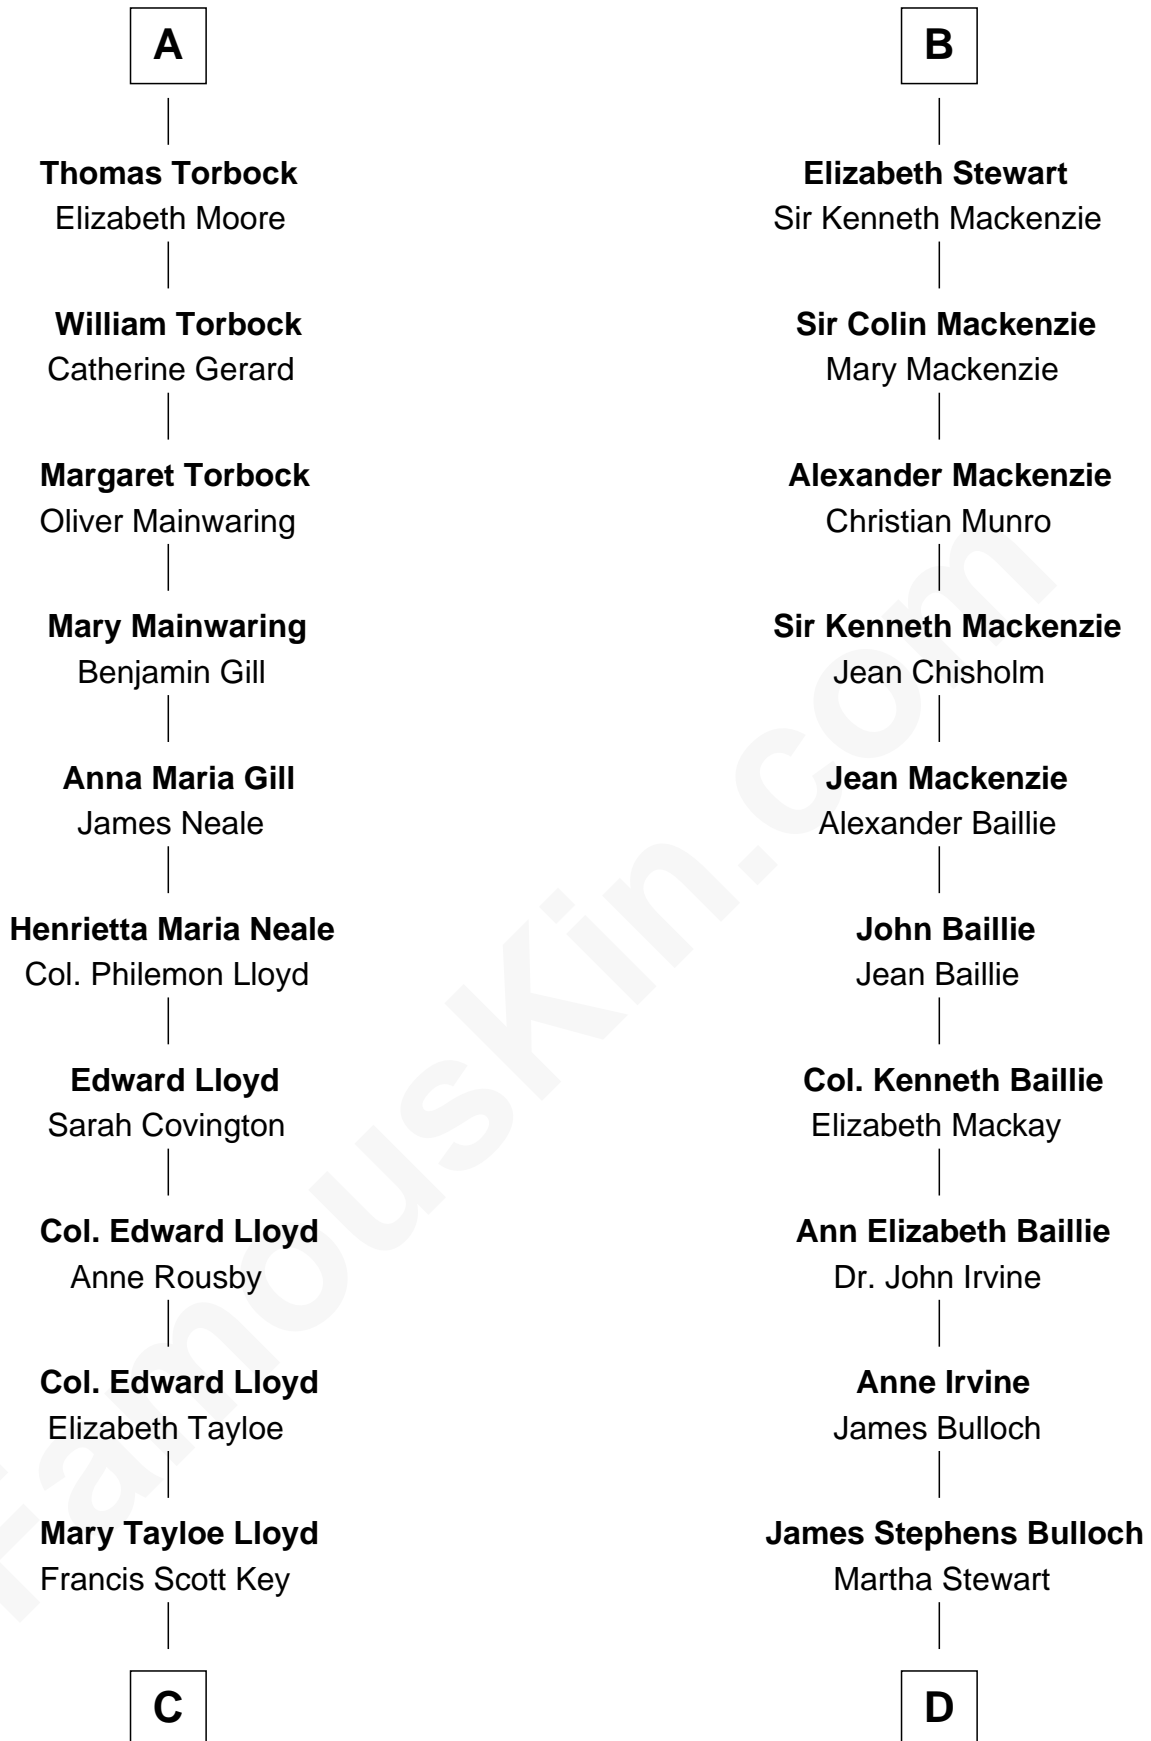 A
Thomas Torbock
Elizabeth Moore
William Torbock
Catherine Gerard
Margaret Torbock
Oliver Mainwaring
Mary Mainwaring
Benjamin Gill
Anna Maria Gill
James Neale
Henrietta Maria Neale
Col. Philemon Lloyd
Edward Lloyd
Sarah Covington
Col. Edward Lloyd
Anne Rousby
Col. Edward Lloyd
Elizabeth Tayloe
Mary Tayloe Lloyd
Francis Scott Key
C
B
Elizabeth Stewart
Sir Kenneth Mackenzie
Sir Colin Mackenzie
Mary Mackenzie
Alexander Mackenzie
Christian Munro
Sir Kenneth Mackenzie
Jean Chisholm
Jean Mackenzie
Alexander Baillie
John Baillie
Jean Baillie
Col. Kenneth Baillie
Elizabeth Mackay
Ann Elizabeth Baillie
Dr. John Irvine
Anne Irvine
James Bulloch
James Stephens Bulloch
Martha Stewart
D
FamousKin.com